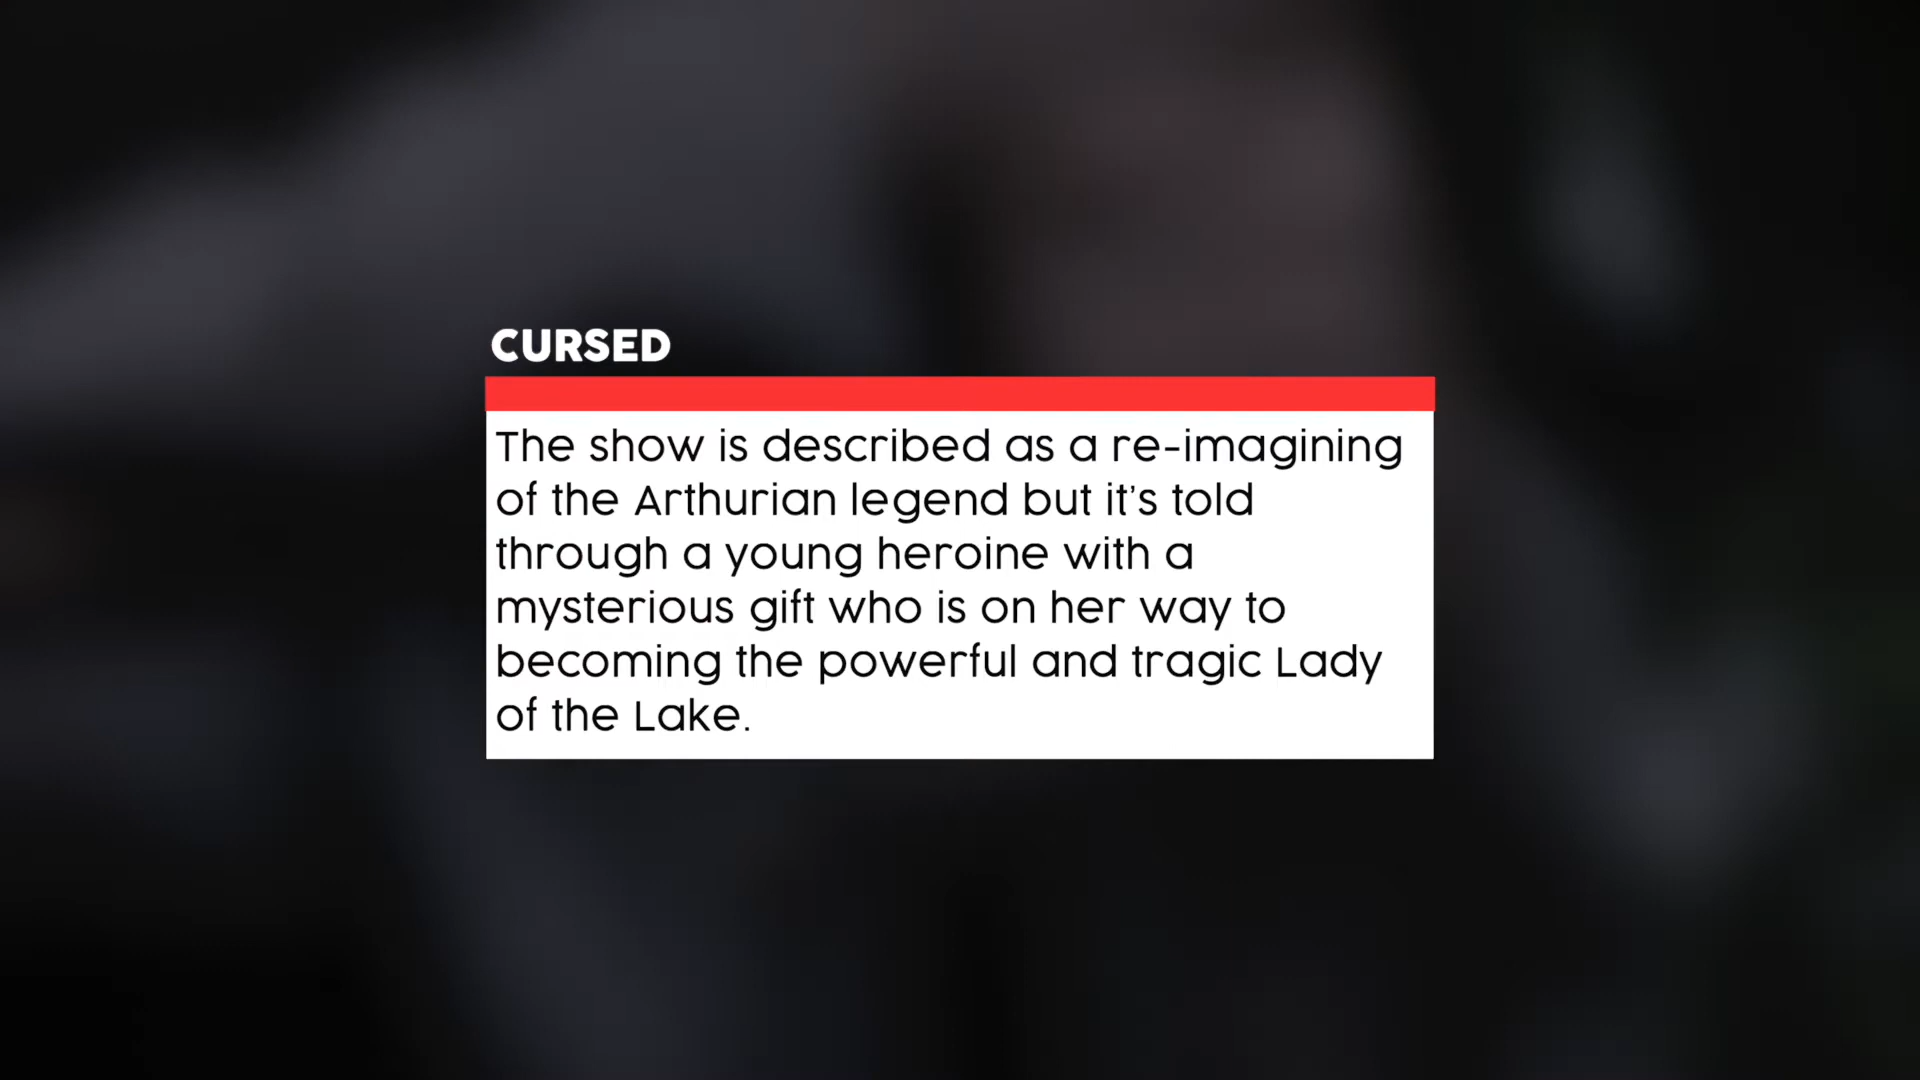 CURSED
The show is described as a re-imagining
of the Arthurian legend but it's told
through a young heroine with a
mysterious gift who is on her way to
becoming the powerful and tragic Lady
of the Lake.